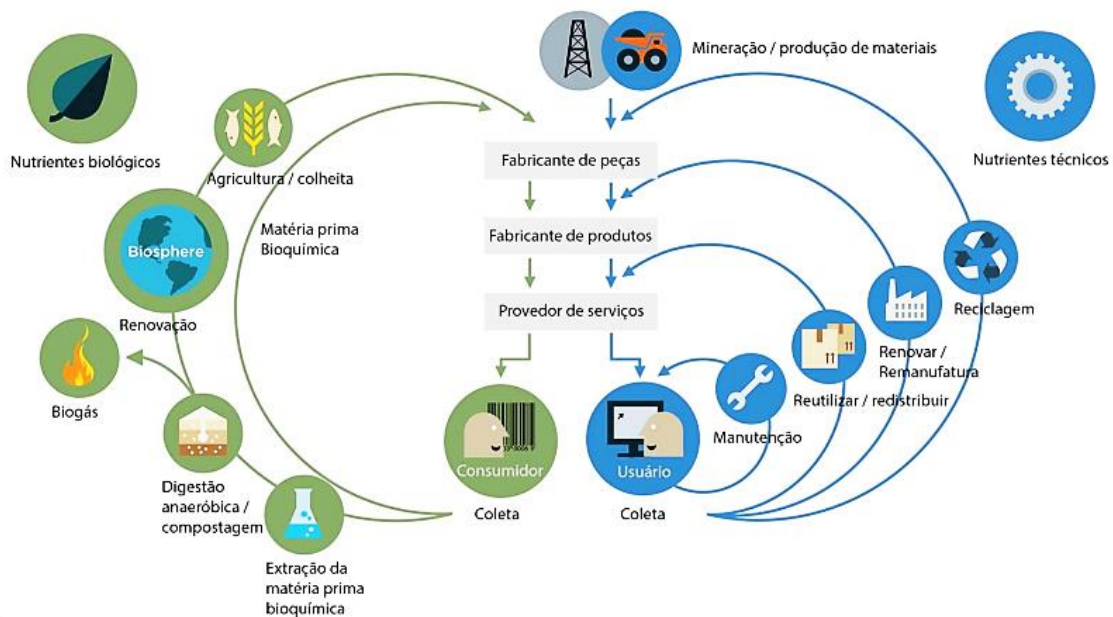 Mineração / produção de materiais
Nutrientes biológicos
Nutrientes técnicos
Agricultura / colheita
Matéria prima
Bioquímica
Biosphere
Renovação
Biogás
Digestão
anaeróbica /
compostagem
Extração da
matéria prima
bioquímica
Fabricante de peças
Fabricante de produtos
Provedor de serviços
Consumidor
Coleta
Usuário
Coleta
Manutenção
Reutilizar / redistribuir
Renovar /
Remanufatura
Reciclagem